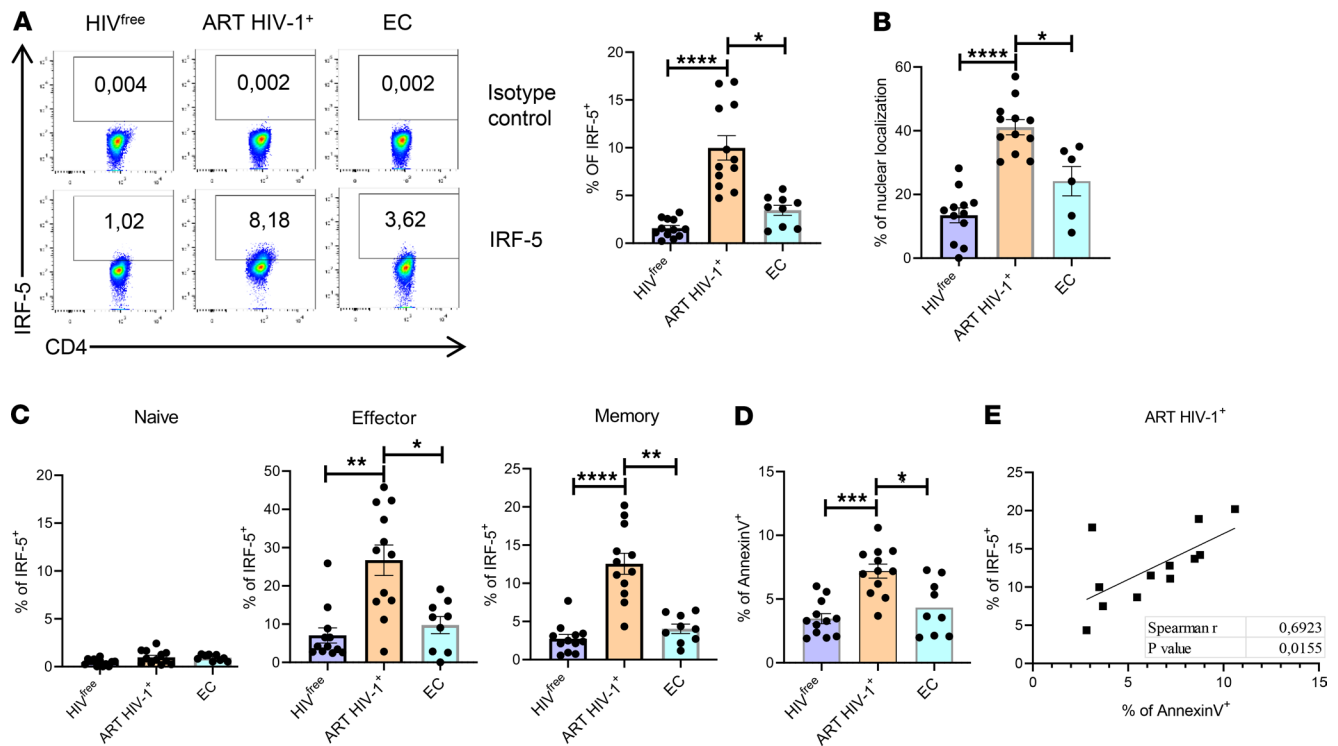 A
HIVfree
ART HIV-1+
EC
IRF-5
0,004
0,002
0,002
Isotype
control
1,02
8,18
3,62
IRF-5
CD4
% OF IRF-5+
20
15
10
5
0
****
*
HIVfree
ART HIV-1+
EC
B
% of nuclear localization
60
40
20
0
****
*
HIVfree
ART HIV-1+
EC
C
Naive
% of IRF-5+
20
15
10
5
0
HIVfree
ART HIV-1+
EC
Effector
% of IRF-5+
50
40
30
20
10
0
**
*
HIVfree
ART HIV-1+
EC
Memory
% of IRF-5+
25
20
15
10
5
0
****
**
HIVfree
ART HIV-1+
EC
D
% of AnnexinV+
15
10
5
0
***
*
HIVfree
ART HIV-1+
EC
E
ART HIV-1+
% of IRF-5+
25
20
15
10
5
0
Spearman r 0,6923
P value 0,0155
0 5 10 15
% of AnnexinV+